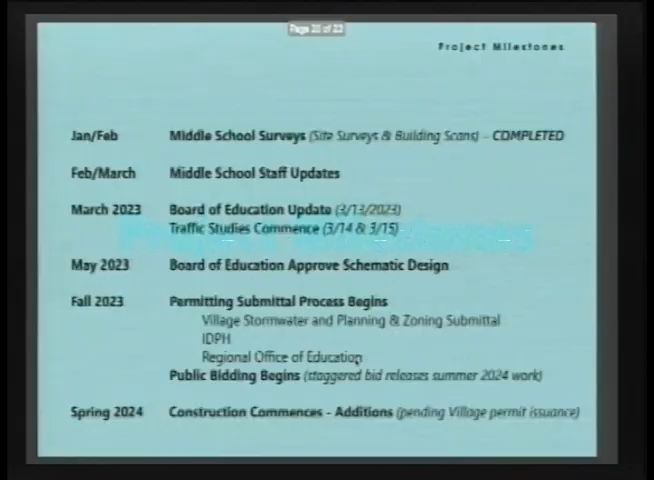 Project Milestones
Jan/Feb Middle School Surveys (Site Surveys & Building Scans) - COMPLETED
Feb/March Middle School Staff Updates
March 2023 Board of Education Update (3/13/2023)
Traffic Studies Commence (3/14 & 3/15)
May 2023 Board of Education Approve Schematic Design
Fall 2023 Permitting Submittal Process Begins
Village Stormwater and Planning & Zoning Submittal
IDPH
Regional Office of Education
Public Bidding Begins (staggered bid releases summer 2024 work)
Spring 2024 Construction Commences - Additions (pending Village permit issuance)